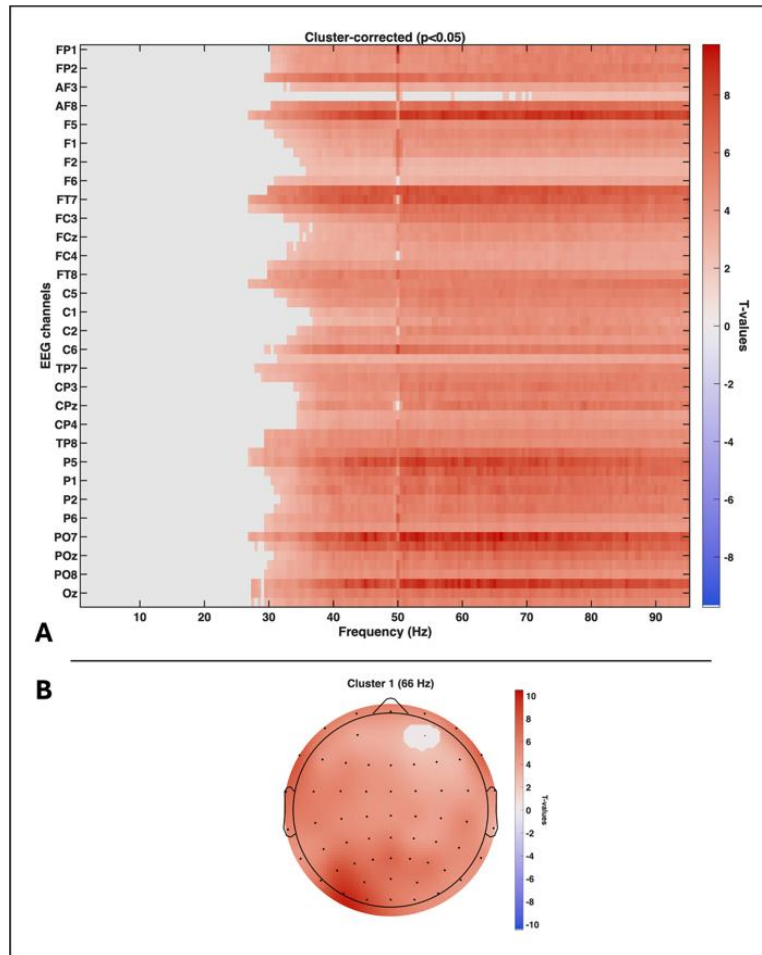 Cluster-corrected (p<0.05)
FP1
FP2
AF3
AF8
F5
F1
F2
F6
FT7
FC3
FCz
FC4
FT8
C5
C1
C2
C6
TP7
CP3
CPz
CP4
TP8
P5
P1
P2
P6
PO7
POz
PO8
Oz
EEG channels
10 20 30 40 50 60 70 80 90
Frequency (Hz)
8
6
4
2
0
-2
-4
-6
-8
T-values
A
B
Cluster 1 (66 Hz)
10
8
6
4
2
0
-2
-4
-6
-8
-10
T-values